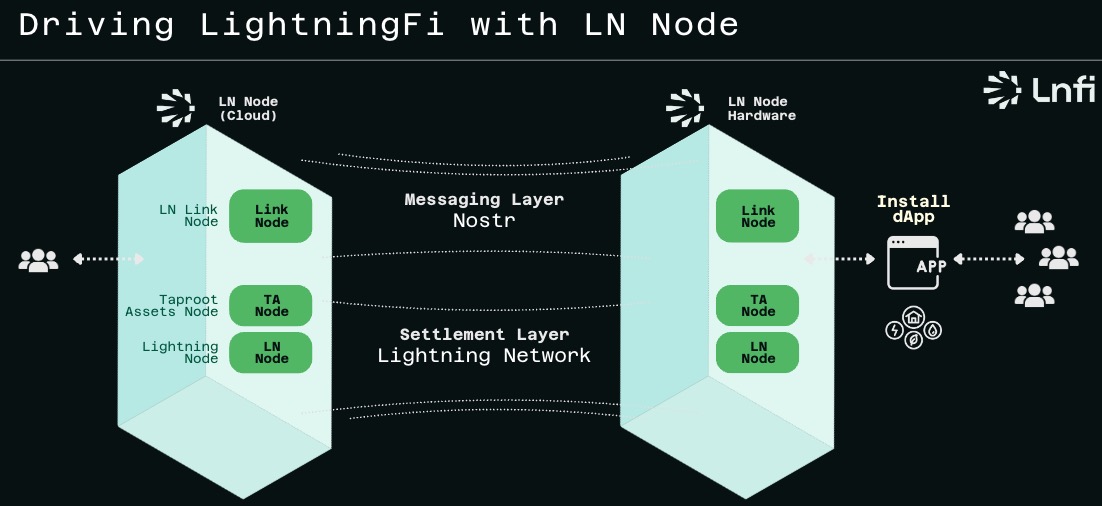 Driving LightningFi with LN Node
Lnfi
LN Node
(Cloud)
LN Node
Hardware
LN Link
Node
Link
Node
Taproot
Assets Node
TA
Node
Lightning
Node
LN
Node
Messaging Layer
Nostr
Settlement Layer
Lightning Network
Link
Node
TA
Node
LN
Node
Install
dApp
APP